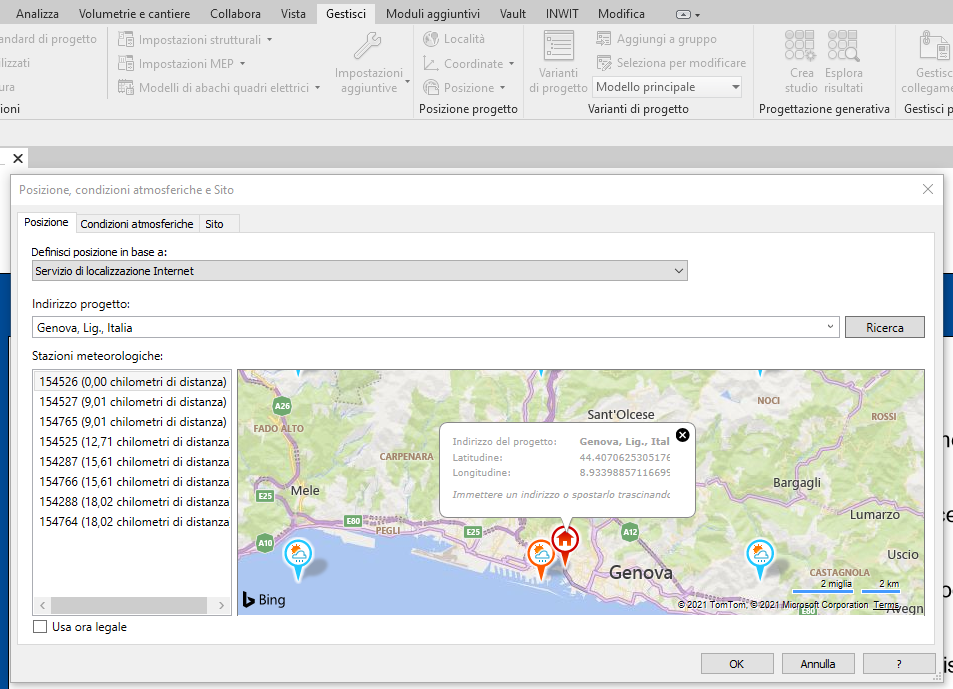 Analizza Volumetrie e cantiere Collabora Vista Gestisci Moduli aggiuntivi Vault INWIT Modifica
andard di progetto Impostazioni strutturali Località Aggiungi a gruppo
Impostazioni MEP Coordinate Seleziona per modificare
Modelli di abachi quadri elettrici Posizione
Impostazioni
aggiuntive
Varianti
di progetto
Modello principale
Crea
studio
Esplora
risultati
Gestisc
collegame
Posizione progetto Varianti di progetto Progettazione generativa Gestisci p
Posizione, condizioni atmosferiche e Sito
Posizione Condizioni atmosferiche Sito
Definisci posizione in base a:
Servizio di localizzazione Internet
Indirizzo progetto:
Genova, Lig., Italia Ricerca
Stazioni meteorologiche:
154526 (0,00 chilometri di distanza)
154527 (9,01 chilometri di distanza)
154765 (9,01 chilometri di distanza)
154525 (12,71 chilometri di distanza
154287 (15,61 chilometri di distanza
154766 (15,61 chilometri di distanza
154288 (18,02 chilometri di distanza
154764 (18,02 chilometri di distanza
NOCI
A26
Sant'Olcese
ROSSI
FADO ALTO
Indirizzo del progetto: Genova, Lig., Ital
CARPENARA
Latitudine: 44.4070625305176
Longitudine: 8.93398857116699
Bargagli
Mele
E25
Immettere un indirizzo o spostarlo trascinando
Lumarzo
E80
PEGLI
E25
A12
A10
Uscio
Genova
CASTAGNOLA
2 miglia 2 km
Bing
© 2021 TomTom, © 2021 Microsoft Corporation Terms
Avegn
E80
Usa ora legale
OK Annulla ?